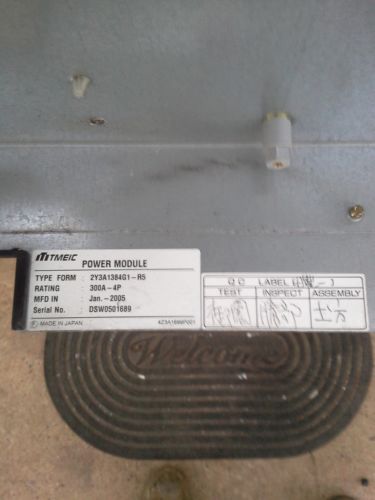 TMEIC
POWER MODULE
TYPE FORM : 2Y3A1384G1-R5
RATING : 300A-4P
MFD IN : Jan.-2005
Serial No. : DSW0501689
MADE IN JAPAN
QC LABEL
TEST INSPECT ASSEMBLY
Welcome